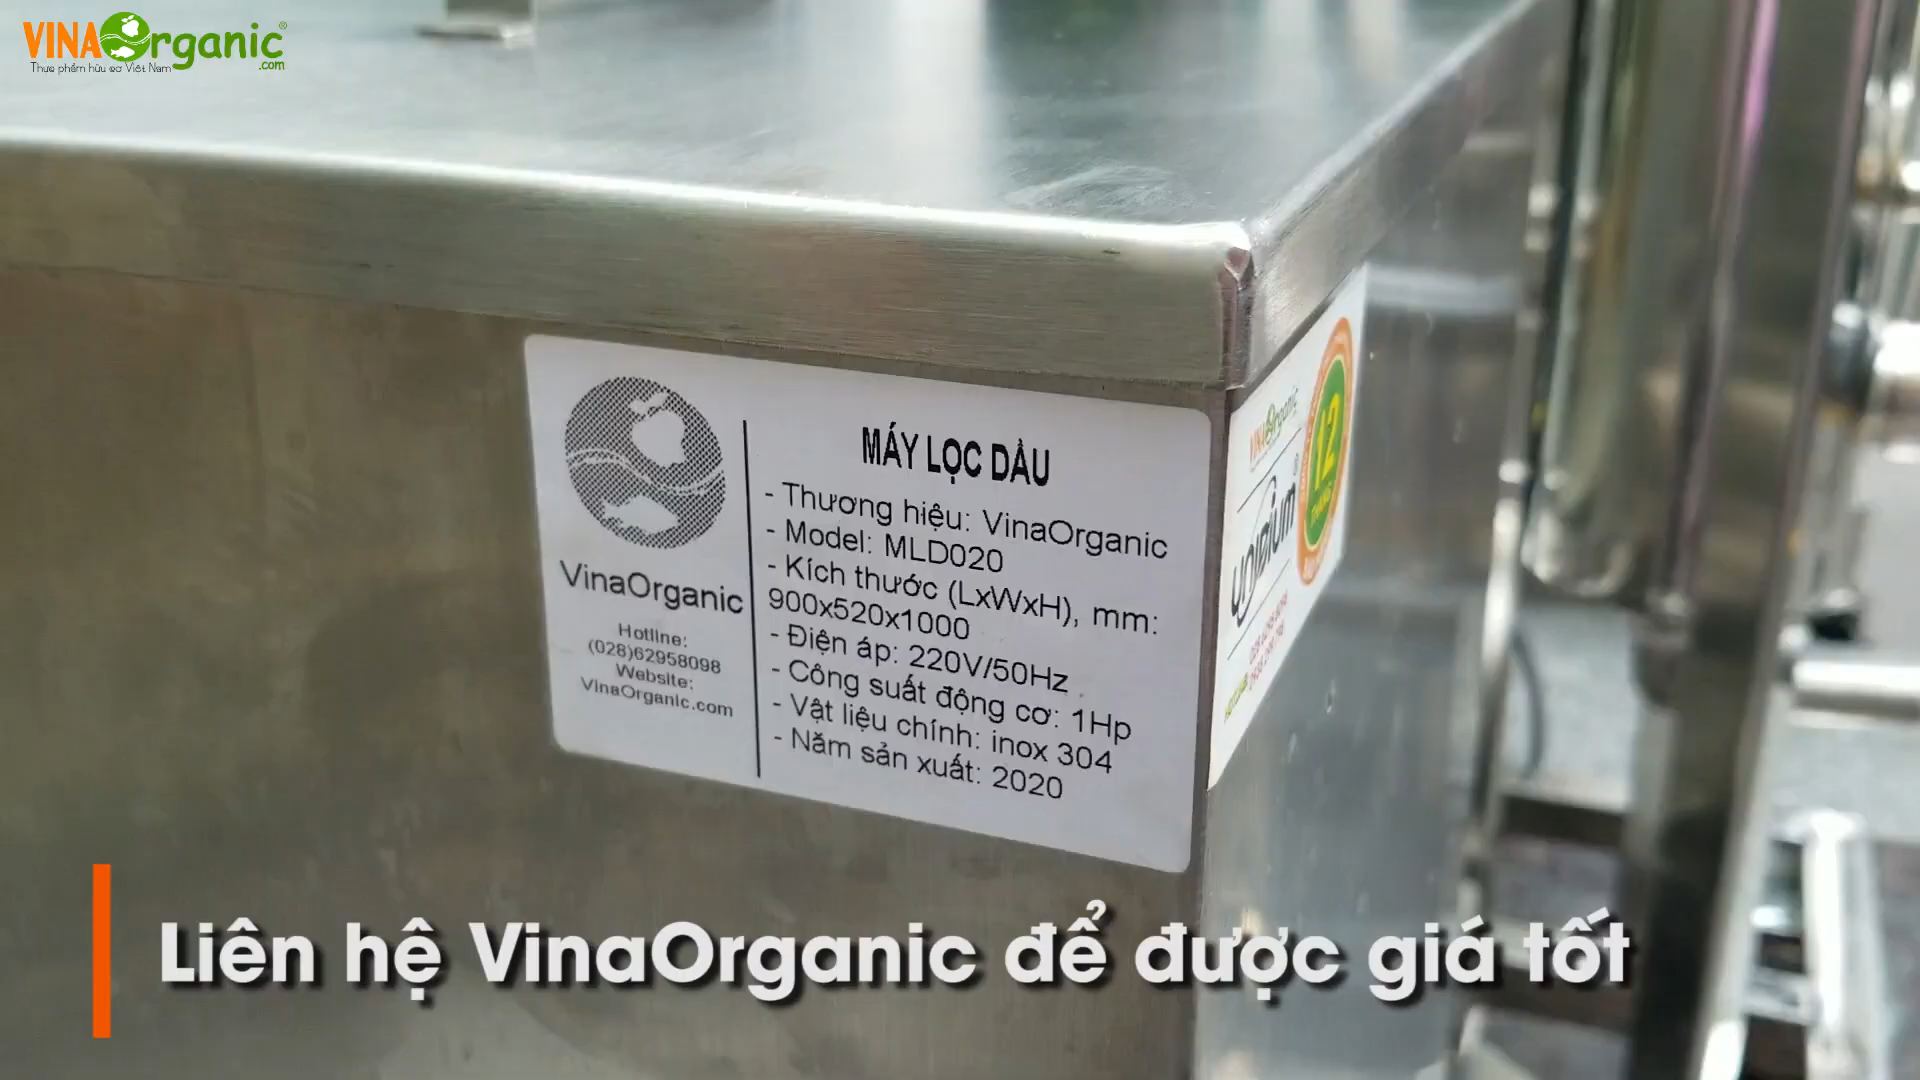 VINAOrganic®
.com
Thực phẩm hữu cơ Việt Nam
MÁY LỌC DẦU
- Thương hiệu: VinaOrganic
- Model: MLD020
- Kích thước (LxWxH), mm:
900x520x1000
- Điện áp: 220V/50Hz
- Công suất động cơ: 1Hp
- Vật liệu chính: inox 304
- Năm sản xuất: 2020
VinaOrganic
Hotline:
(028)62958098
Website:
VinaOrganic.com
VINAOrganic
12
THÁNG
Liên hệ VinaOrganic để được giá tốt